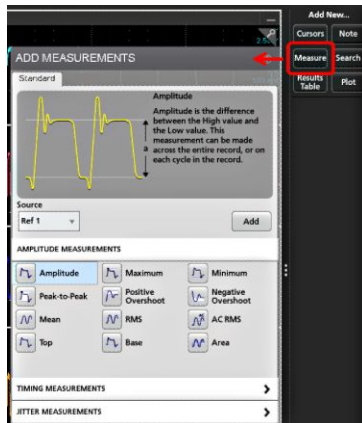 Add New...
Cursors Note
ADD MEASUREMENTS
Measure Search
Standard
Results Table Plot
Amplitude
Amplitude is the difference
between the High value and
the Low value. This
measurement can be made
a across the entire record, or on
each cycle in the record.
Source
Ref 1
Add
AMPLITUDE MEASUREMENTS
Amplitude Maximum Minimum
Peak-to-Peak Positive Overshoot Negative Overshoot
Mean RMS AC RMS
Top Base Area
TIMING MEASUREMENTS
JITTER MEASUREMENTS